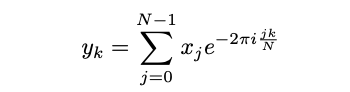 $$y_k = \sum_{j=0}^{N-1} x_j e^{-2\pi i \frac{jk}{N}}$$